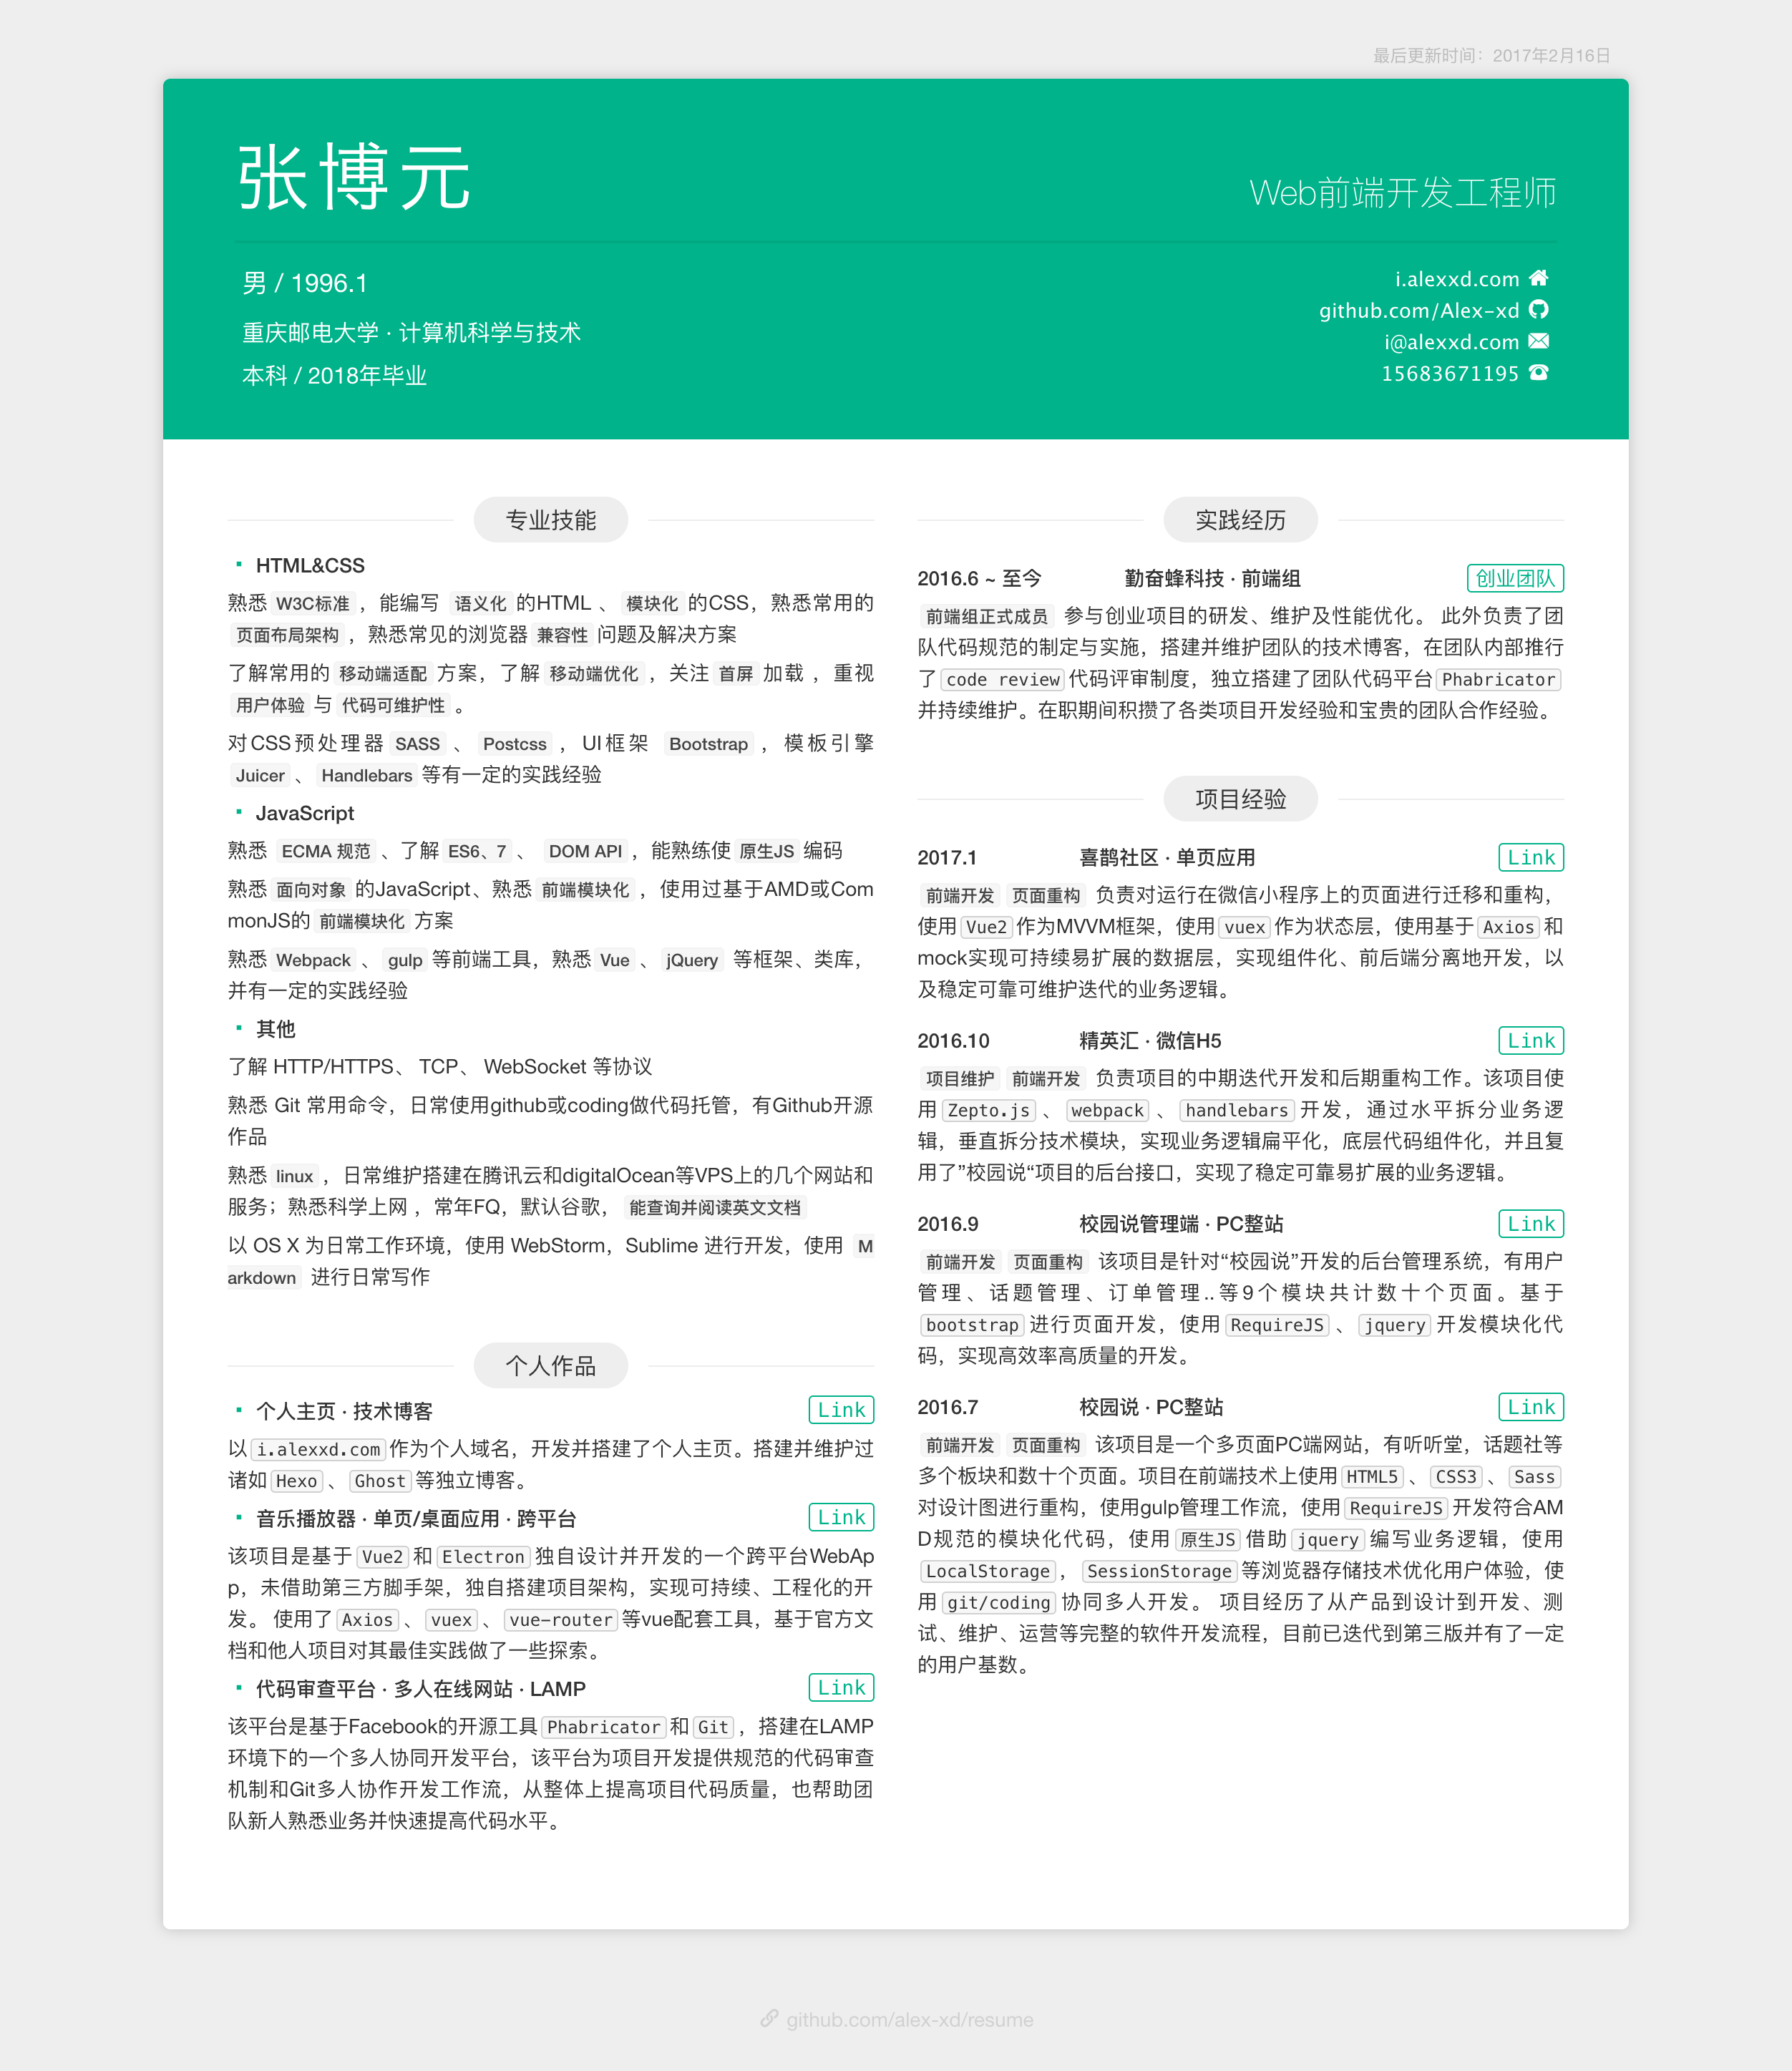 最后更新时间：2017年2月16日
张博元
Web前端开发工程师
男 / 1996.1
重庆邮电大学 · 计算机科学与技术
本科 / 2018年毕业
i.alexxd.com
github.com/Alex-xd
i@alexxd.com
15683671195
专业技能
HTML&CSS
熟悉 W3C标准 ，能编写 语义化 的HTML 、 模块化 的CSS，熟悉常用的
页面布局架构 ，熟悉常见的浏览器 兼容性 问题及解决方案
了解常用的 移动端适配 方案，了解 移动端优化 ，关注 首屏 加载 ，重视
用户体验 与 代码可维护性 。
对CSS预处理器 SASS 、 Postcss ，UI框架 Bootstrap ，模板引擎
Juicer 、 Handlebars 等有一定的实践经验
JavaScript
熟悉 ECMA 规范 、了解 ES6、7 、 DOM API ，能熟练使 原生JS 编码
熟悉 面向对象 的JavaScript、熟悉 前端模块化 ，使用过基于AMD或Com
monJS的 前端模块化 方案
熟悉 Webpack 、 gulp 等前端工具，熟悉 Vue 、 jQuery 等框架、类库，
并有一定的实践经验
其他
了解 HTTP/HTTPS、 TCP、 WebSocket 等协议
熟悉 Git 常用命令，日常使用github或coding做代码托管，有Github开源
作品
熟悉 linux ，日常维护搭建在腾讯云和digitalOcean等VPS上的几个网站和
服务；熟悉科学上网 ，常年FQ，默认谷歌， 能查询并阅读英文文档
以 OS X 为日常工作环境，使用 WebStorm，Sublime 进行开发，使用 M
arkdown 进行日常写作
个人作品
个人主页 · 技术博客 Link
以 i.alexxd.com 作为个人域名，开发并搭建了个人主页。搭建并维护过
诸如 Hexo 、 Ghost 等独立博客。
音乐播放器 · 单页/桌面应用 · 跨平台 Link
该项目是基于 Vue2 和 Electron 独自设计并开发的一个跨平台WebAp
p，未借助第三方脚手架，独自搭建项目架构，实现可持续、工程化的开
发。 使用了 Axios 、 vuex 、 vue-router 等vue配套工具，基于官方文
档和他人项目对其最佳实践做了一些探索。
代码审查平台 · 多人在线网站 · LAMP Link
该平台是基于Facebook的开源工具 Phabricator 和 Git ，搭建在LAMP
环境下的一个多人协同开发平台，该平台为项目开发提供规范的代码审查
机制和Git多人协作开发工作流，从整体上提高项目代码质量，也帮助团
队新人熟悉业务并快速提高代码水平。
实践经历
2016.6 ~ 至今 勤奋蜂科技 · 前端组 创业团队
前端组正式成员 参与创业项目的研发、维护及性能优化。 此外负责了团
队代码规范的制定与实施，搭建并维护团队的技术博客，在团队内部推行
了 code review 代码评审制度，独立搭建了团队代码平台 Phabricator
并持续维护。在职期间积攒了各类项目开发经验和宝贵的团队合作经验。
项目经验
2017.1 喜鹊社区 · 单页应用 Link
前端开发 页面重构 负责对运行在微信小程序上的页面进行迁移和重构，
使用 Vue2 作为MVVM框架，使用 vuex 作为状态层，使用基于 Axios 和
mock实现可持续易扩展的数据层，实现组件化、前后端分离地开发，以
及稳定可靠可维护迭代的业务逻辑。
2016.10 精英汇 · 微信H5 Link
项目维护 前端开发 负责项目的中期迭代开发和后期重构工作。该项目使
用 Zepto.js 、 webpack 、 handlebars 开发，通过水平拆分业务逻
辑，垂直拆分技术模块，实现业务逻辑扁平化，底层代码组件化，并且复
用了”校园说“项目的后台接口，实现了稳定可靠易扩展的业务逻辑。
2016.9 校园说管理端 · PC整站 Link
前端开发 页面重构 该项目是针对“校园说”开发的后台管理系统，有用户
管理、话题管理、订单管理..等9个模块共计数十个页面。基于
bootstrap 进行页面开发，使用 RequireJS 、 jquery 开发模块化代
码，实现高效率高质量的开发。
2016.7 校园说 · PC整站 Link
前端开发 页面重构 该项目是一个多页面PC端网站，有听听堂，话题社等
多个板块和数十个页面。项目在前端技术上使用 HTML5 、 CSS3 、 Sass
对设计图进行重构，使用gulp管理工作流，使用 RequireJS 开发符合AM
D规范的模块化代码，使用 原生JS 借助 jquery 编写业务逻辑，使用
LocalStorage ， SessionStorage 等浏览器存储技术优化用户体验，使
用 git/coding 协同多人开发。 项目经历了从产品到设计到开发、测
试、维护、运营等完整的软件开发流程，目前已迭代到第三版并有了一定
的用户基数。
github.com/alex-xd/resume